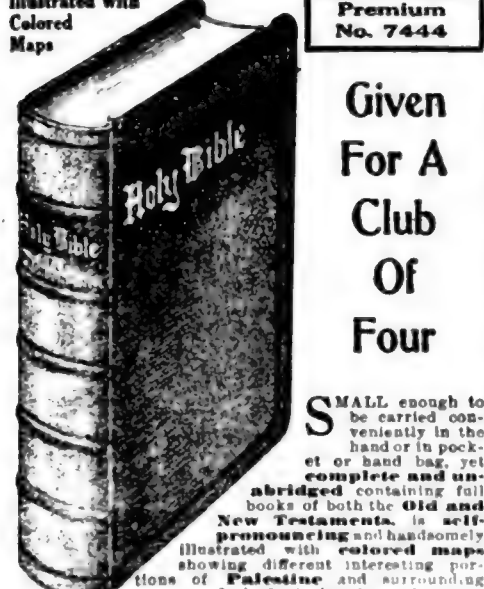 Illustrated with
Colored
Maps
Premium
No. 7444
Holy Bible
Holy Bible
Given
For A
Club
Of
Four
SMALL enough to
be carried con-
veniently in the
hand or in pock-
et or hand bag, yet
complete and un-
abridged containing full
books of both the Old and
New Testaments, is self-
pronouncing and handsomely
illustrated with colored maps
showing different interesting por-
tions of Palestine and surrounding